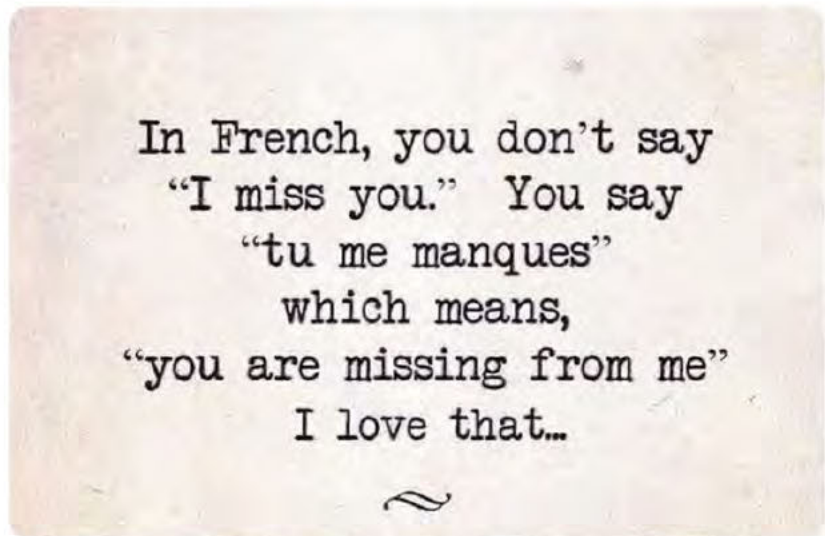 In French, you don't say
“I miss you.” You say
“tu me manques”
which means,
“you are missing from me”
I love that...